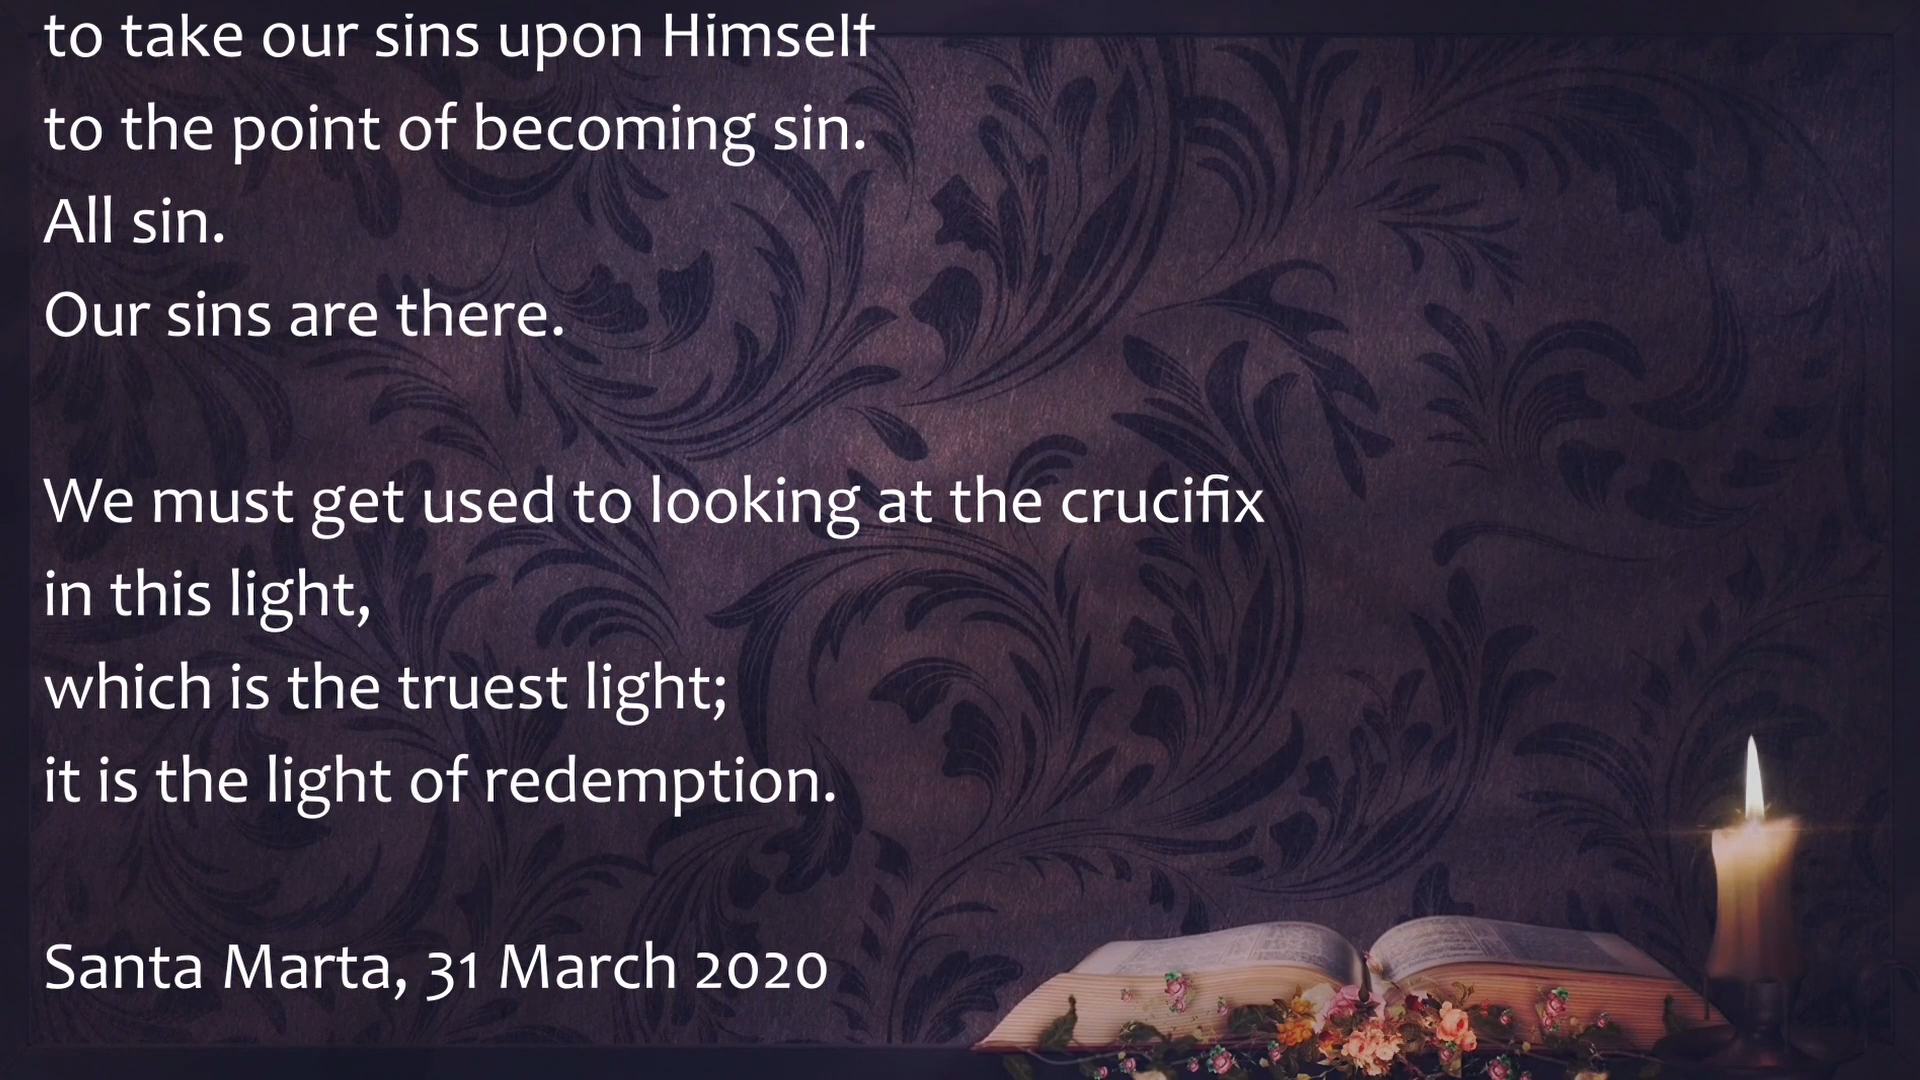 to take our sins upon Himself
to the point of becoming sin.
All sin.
Our sins are there.
We must get used to looking at the crucifix
in this light,
which is the truest light;
it is the light of redemption.
Santa Marta, 31 March 2020